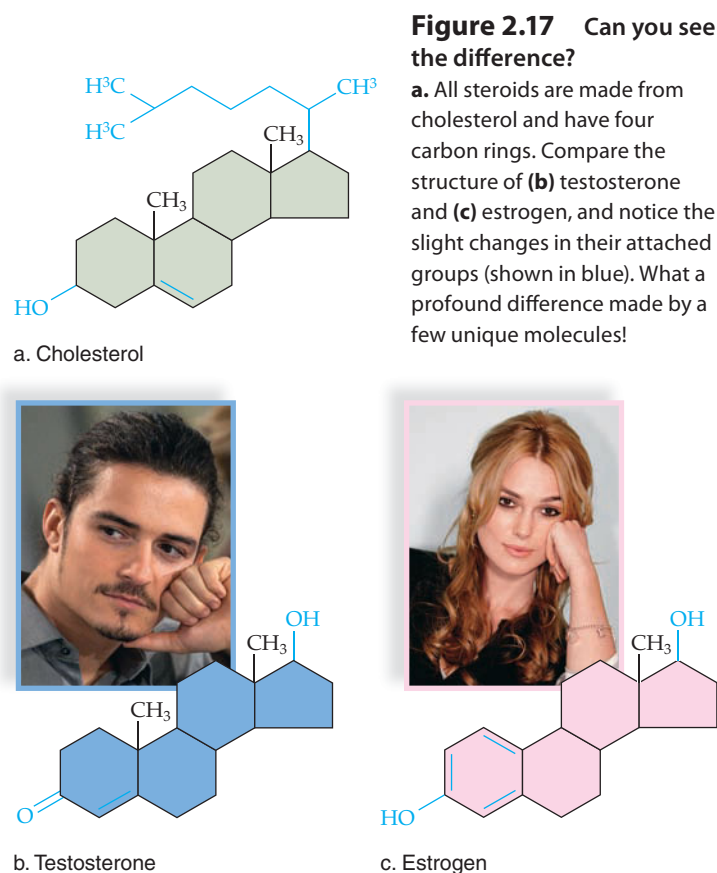 Figure 2.17 Can you see
the difference?
a. All steroids are made from
cholesterol and have four
carbon rings. Compare the
structure of (b) testosterone
and (c) estrogen, and notice the
slight changes in their attached
groups (shown in blue). What a
profound difference made by a
few unique molecules!
H³C
CH³
H³C
CH₃
CH₃
HO
a. Cholesterol
OH
CH₃
CH₃
O
b. Testosterone
OH
CH₃
HO
c. Estrogen